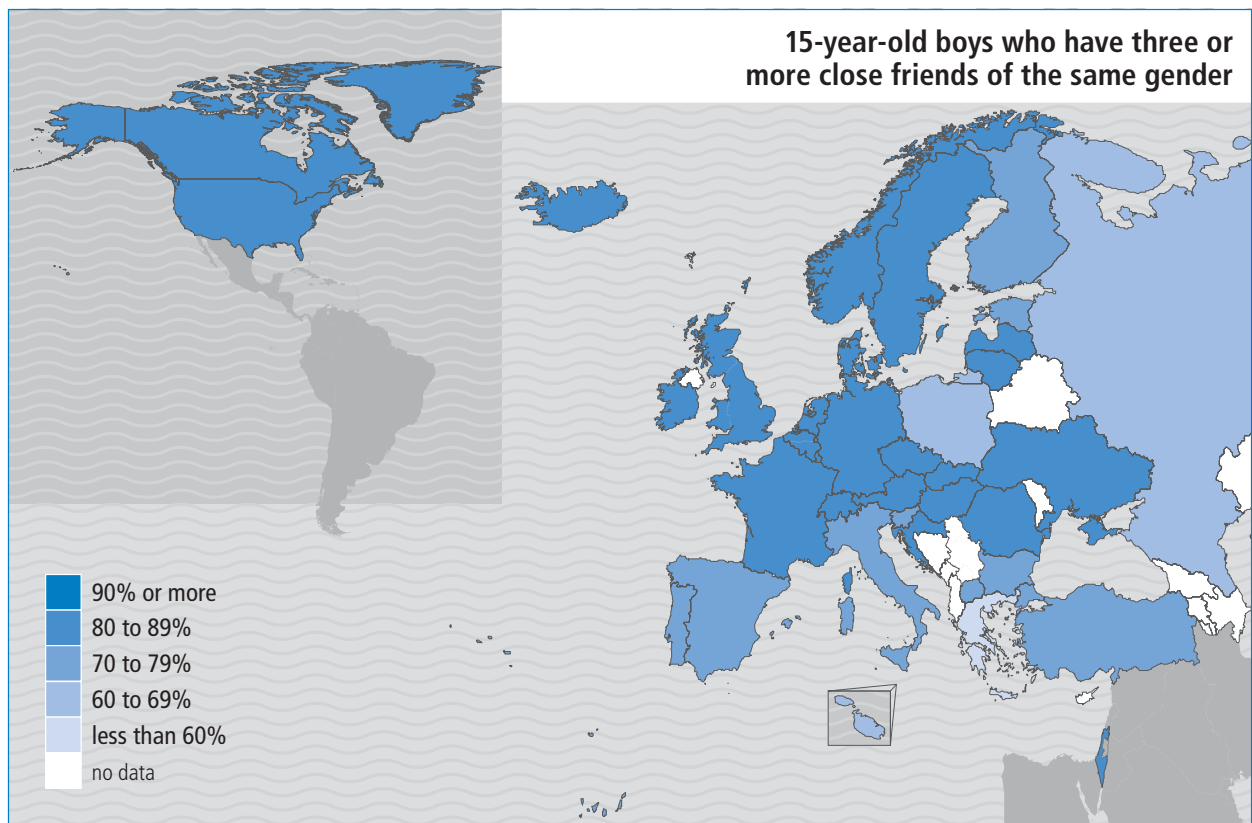 15-year-old boys who have three or
more close friends of the same gender
90% or more
80 to 89%
70 to 79%
60 to 69%
less than 60%
no data